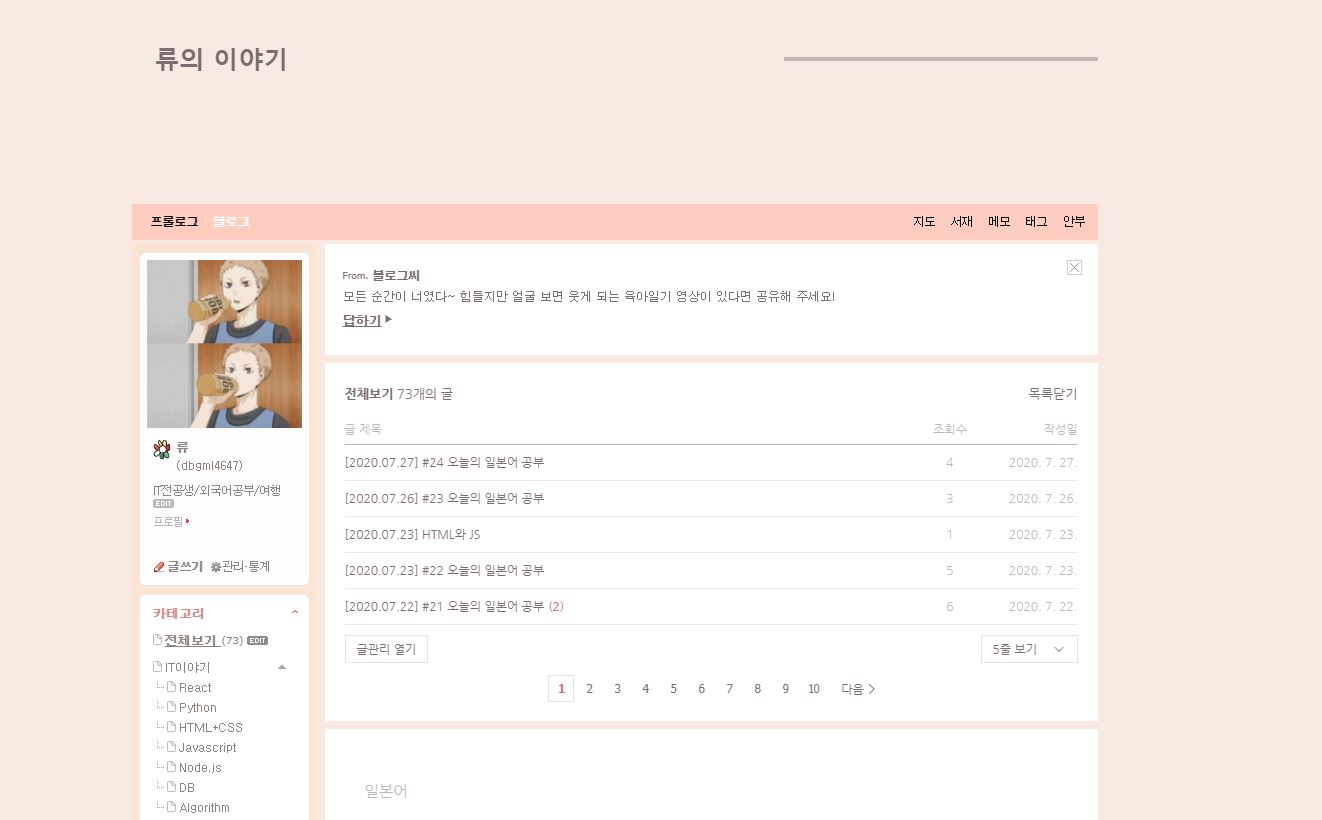 류의 이야기
프롤로그 블로그 지도 서재 메모 태그 안부
From. 블로그씨
모든 순간이 너였다~ 힘들지만 얼굴 보면 웃게 되는 육아일기 영상이 있다면 공유해 주세요!
답하기
류
(dbgml4647)
IT전공생/외국어공부/여행
EDIT
프로필
글쓰기 관리·통계
카테고리
전체보기 (73) EDIT
IT이야기
React
Python
HTML+CSS
Javascript
Node.js
DB
Algorithm
전체보기 73개의 글 목록닫기
글 제목 조회수 작성일
[2020.07.27] #24 오늘의 일본어 공부 4 2020. 7. 27.
[2020.07.26] #23 오늘의 일본어 공부 3 2020. 7. 26.
[2020.07.23] HTML와 JS 1 2020. 7. 23.
[2020.07.23] #22 오늘의 일본어 공부 5 2020. 7. 23.
[2020.07.22] #21 오늘의 일본어 공부 (2) 6 2020. 7. 22.
글관리 열기 5줄 보기
1 2 3 4 5 6 7 8 9 10 다음 >
일본어